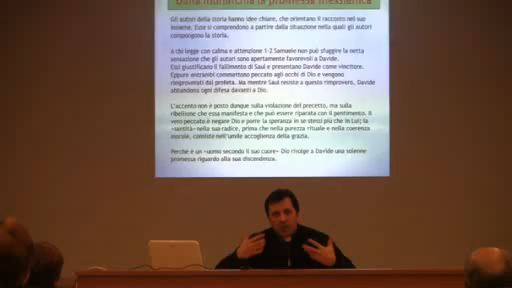 Dalla monarchia la promessa messianica
Gli autori della storia hanno idee chiare, che orientano il racconto nel suo
insieme. Esse si comprendono a partire dalla situazione nella quali gli autori
compongono la storia.
A chi legge con calma e attenzione 1-2 Samuele non può sfuggire la netta
sensazione che gli autori sono apertamente favorevoli a Davide.
Essi giustificano il fallimento di Saul e presentano Davide come vincitore.
Eppure entrambi commettono peccato agli occhi di Dio e vengono
rimproverati dal profeta. Ma mentre Saul resiste a questo rimprovero, Davide
abbandona ogni difesa davanti a Dio.
L'accento non è posto dunque sulla violazione del precetto, ma sulla
ribellione che essa manifesta e che può essere riparata con il pentimento. Il
vero peccato è negare Dio e porre la speranza in se stessi più che in Lui; la
«santità» nella sua radice, prima che nella purezza rituale e nella coerenza
morale, consiste nell'umile accoglienza della grazia.
Perché è un «uomo secondo il suo cuore» Dio rivolge a Davide una solenne
promessa riguardo alla sua discendenza.